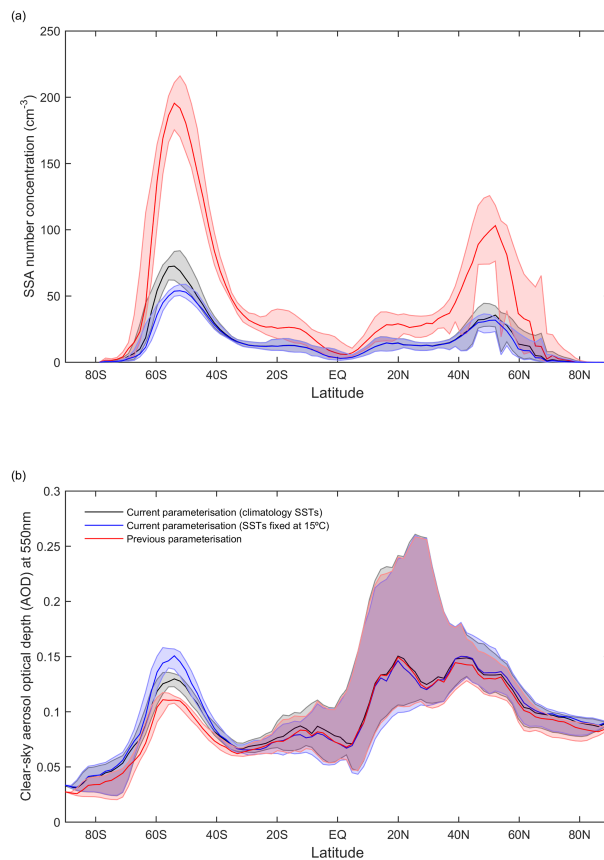 (a)
250
200
150
100
50
0
SSA number concentration (cm⁻³)
80S 60S 40S 20S EQ 20N 40N 60N 80N
Latitude
(b)
0.3
0.25
0.2
0.15
0.1
0.05
0
Clear-sky aerosol optical depth (AOD) at 550nm
Current parameterisation (climatology SSTs)
Current parameterisation (SSTs fixed at 15ºC)
Previous parameterisation
80S 60S 40S 20S EQ 20N 40N 60N 80N
Latitude